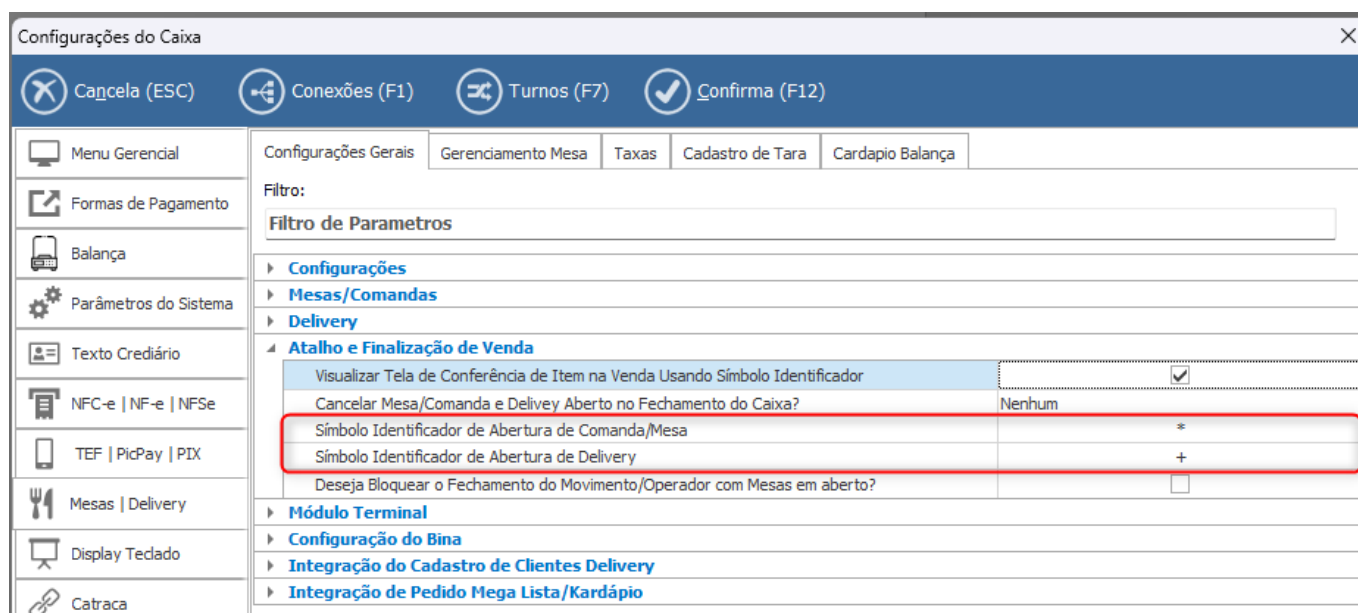 Configurações do Caixa
Cancela (ESC) Conexões (F1) Turnos (F7) Confirma (F12)
Menu Gerencial
Formas de Pagamento
Balança
Parâmetros do Sistema
Texto Crediário
NFC-e | NF-e | NFSe
TEF | PicPay | PIX
Mesas | Delivery
Display Teclado
Catraca
Configurações Gerais Gerenciamento Mesa Taxas Cadastro de Tara Cardapio Balança
Filtro:
Filtro de Parametros
Configurações
Mesas/Comandas
Delivery
Atalho e Finalização de Venda
Visualizar Tela de Conferência de Item na Venda Usando Símbolo Identificador
Cancelar Mesa/Comanda e Delivey Aberto no Fechamento do Caixa? Nenhum
Símbolo Identificador de Abertura de Comanda/Mesa *
Símbolo Identificador de Abertura de Delivery +
Deseja Bloquear o Fechamento do Movimento/Operador com Mesas em aberto?
Módulo Terminal
Configuração do Bina
Integração do Cadastro de Clientes Delivery
Integração de Pedido Mega Lista/Kardápio